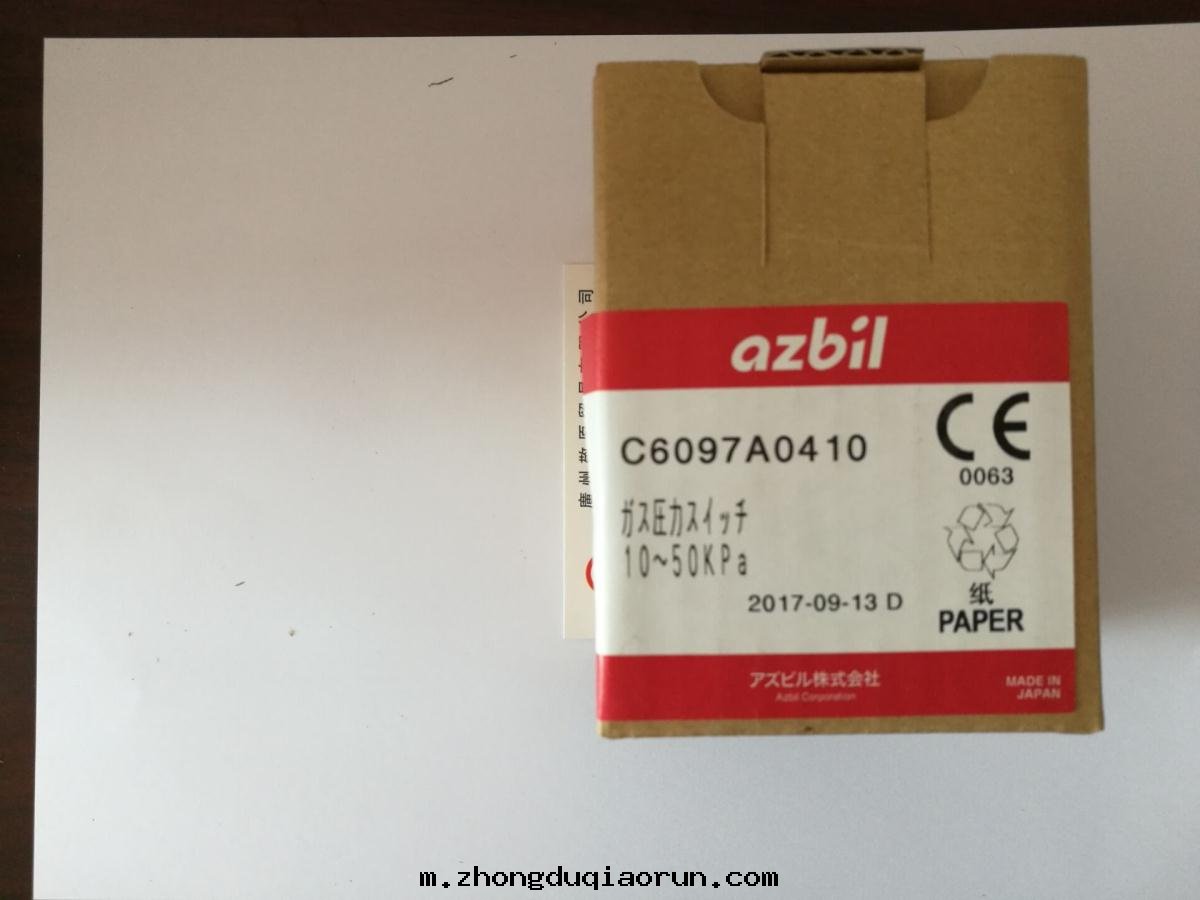 azbil
C6097A0410
CE
0063
ガス圧力スイッチ
10~50KPa
2017-09-13 D
纸
PAPER
アズビル株式会社
Azbil Corporation
MADE IN
JAPAN
m.zhongduqiaorun.com